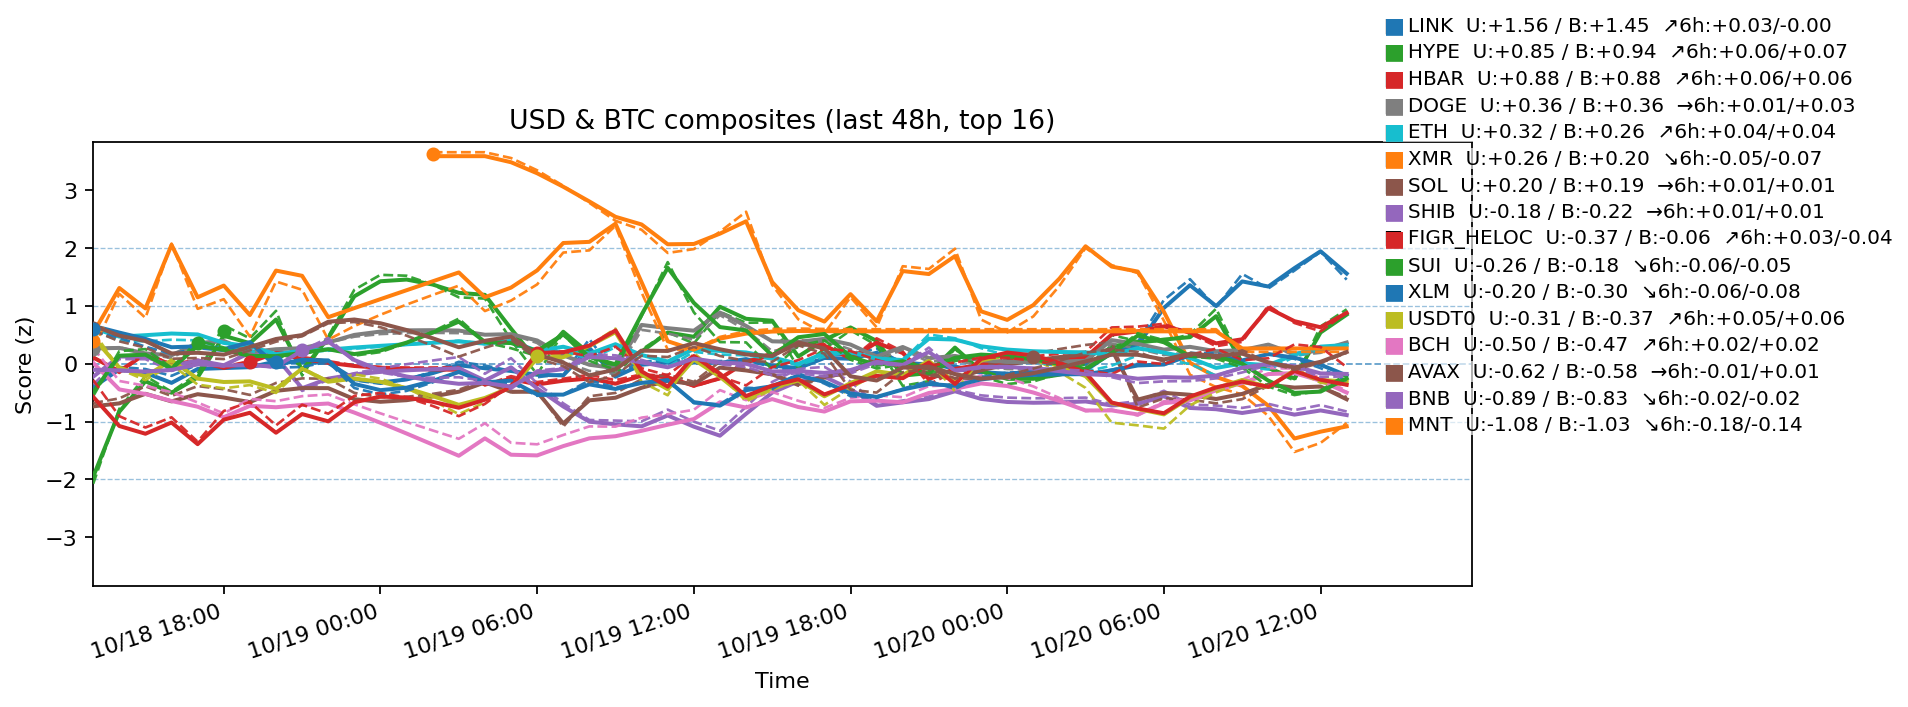 LINK  U:+1.56 / B:+1.45  ↗6h:+0.03/-0.00
HYPE  U:+0.85 / B:+0.94  ↗6h:+0.06/+0.07
HBAR  U:+0.88 / B:+0.88  ↗6h:+0.06/+0.06
DOGE  U:+0.36 / B:+0.36  →6h:+0.01/+0.03
ETH  U:+0.32 / B:+0.26  ↗6h:+0.04/+0.04
XMR  U:+0.26 / B:+0.20  ↘6h:-0.05/-0.07
SOL  U:+0.20 / B:+0.19  →6h:+0.01/+0.01
SHIB  U:-0.18 / B:-0.22  →6h:+0.01/+0.01
FIGR_HELOC  U:-0.37 / B:-0.06  ↗6h:+0.03/-0.04
SUI  U:-0.26 / B:-0.18  ↘6h:-0.06/-0.05
XLM  U:-0.20 / B:-0.30  ↘6h:-0.06/-0.08
USDT0  U:-0.31 / B:-0.37  ↗6h:+0.05/+0.06
BCH  U:-0.50 / B:-0.47  ↗6h:+0.02/+0.02
AVAX  U:-0.62 / B:-0.58  →6h:-0.01/+0.01
BNB  U:-0.89 / B:-0.83  ↘6h:-0.02/-0.02
MNT  U:-1.08 / B:-1.03  ↘6h:-0.18/-0.14
USD & BTC composites (last 48h, top 16)
Score (z)
3
2
1
0
−1
−2
−3
10/18 18:00
10/19 00:00
10/19 06:00
10/19 12:00
10/19 18:00
10/20 00:00
10/20 06:00
10/20 12:00
Time